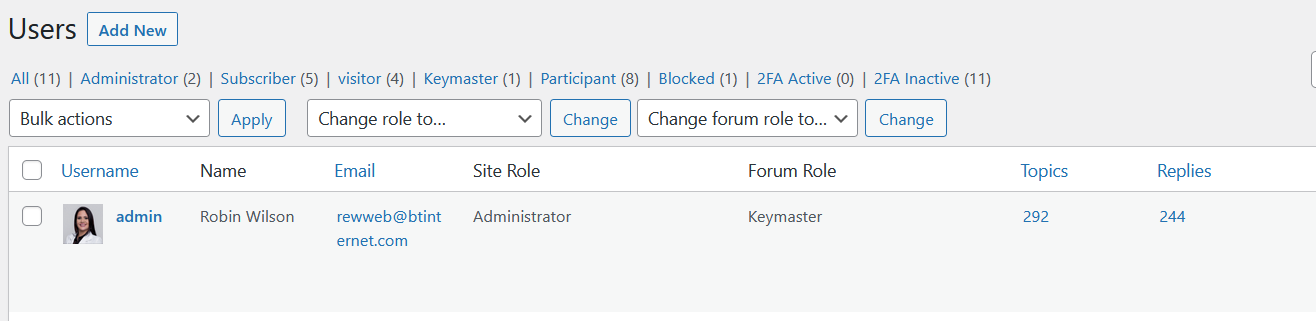 Users Add New
All (11) | Administrator (2) | Subscriber (5) | visitor (4) | Keymaster (1) | Participant (8) | Blocked (1) | 2FA Active (0) | 2FA Inactive (11)
Bulk actions Apply Change role to... Change Change forum role to... Change
Username Name Email Site Role Forum Role Topics Replies
admin Robin Wilson rewweb@btint Administrator Keymaster 292 244
ernet.com